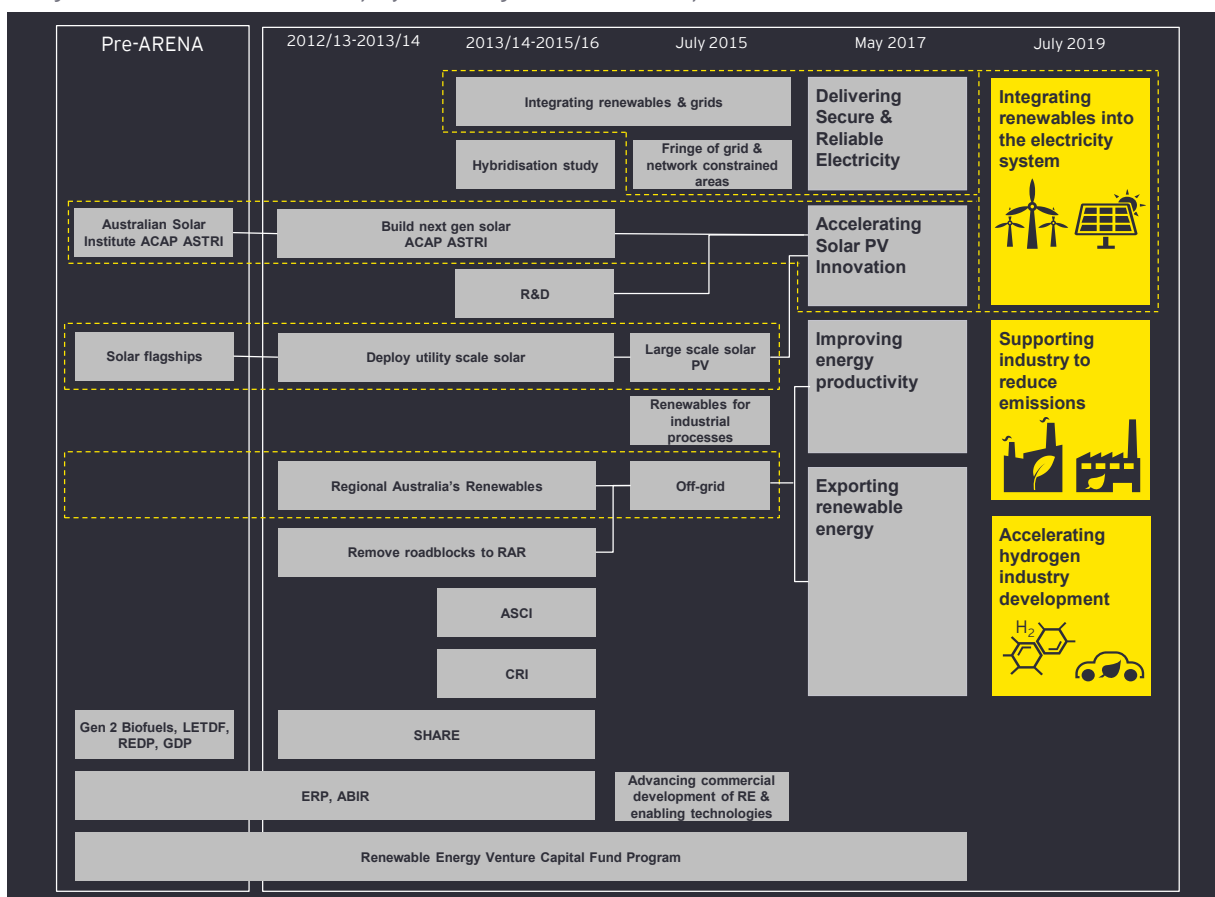 Pre-ARENA
2012/13-2013/14
2013/14-2015/16
July 2015
May 2017
July 2019
Integrating renewables & grids
Delivering
Secure &
Reliable
Electricity
Integrating
renewables into
the electricity
system
Hybridisation study
Fringe of grid &
network constrained
areas
Australian Solar
Institute ACAP ASTRI
Build next gen solar
ACAP ASTRI
Accelerating
Solar PV
Innovation
R&D
Solar flagships
Deploy utility scale solar
Large scale solar
PV
Improving
energy
productivity
Supporting
industry to
reduce
emissions
Renewables for
industrial
processes
Regional Australia's Renewables
Off-grid
Exporting
renewable
energy
Remove roadblocks to RAR
Accelerating
hydrogen
industry
development
H2
ASCI
CRI
Gen 2 Biofuels, LETDF,
REDP, GDP
SHARE
ERP, ABIR
Advancing commercial
development of RE &
enabling technologies
Renewable Energy Venture Capital Fund Program